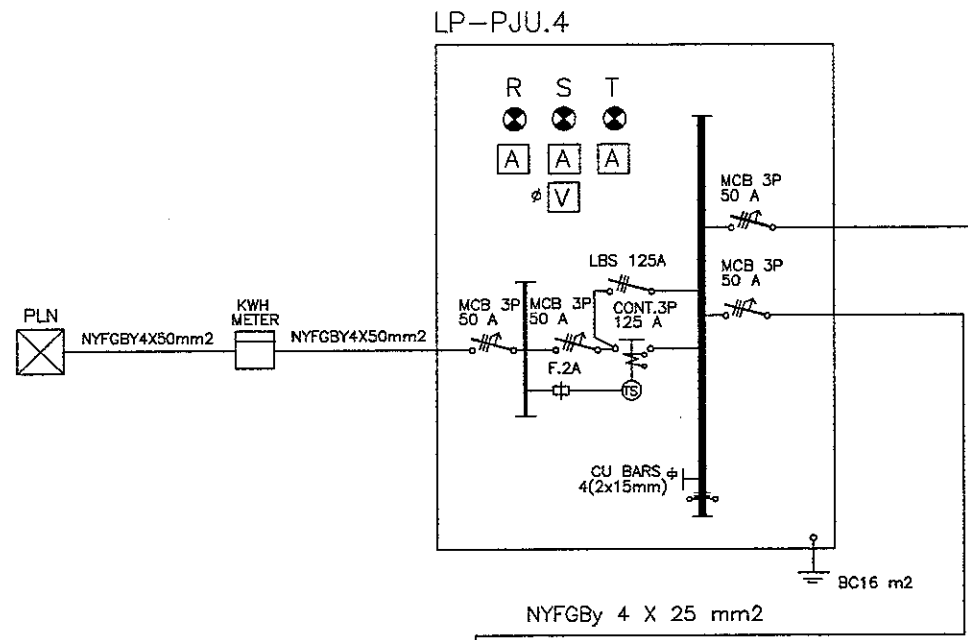 LP-PJU.4
R S T
A A A
ø V
MCB 3P
50 A
LBS 125A
MCB 3P
50 A
CONT.3P
125 A
PLN
KWH
METER
NYFGBY4X50mm2
NYFGBY4X50mm2
MCB 3P
50 A
MCB 3P
50 A
F.2A
TS
CU BARS
4(2x15mm)
BC16 m2
NYFGBy 4 X 25 mm2